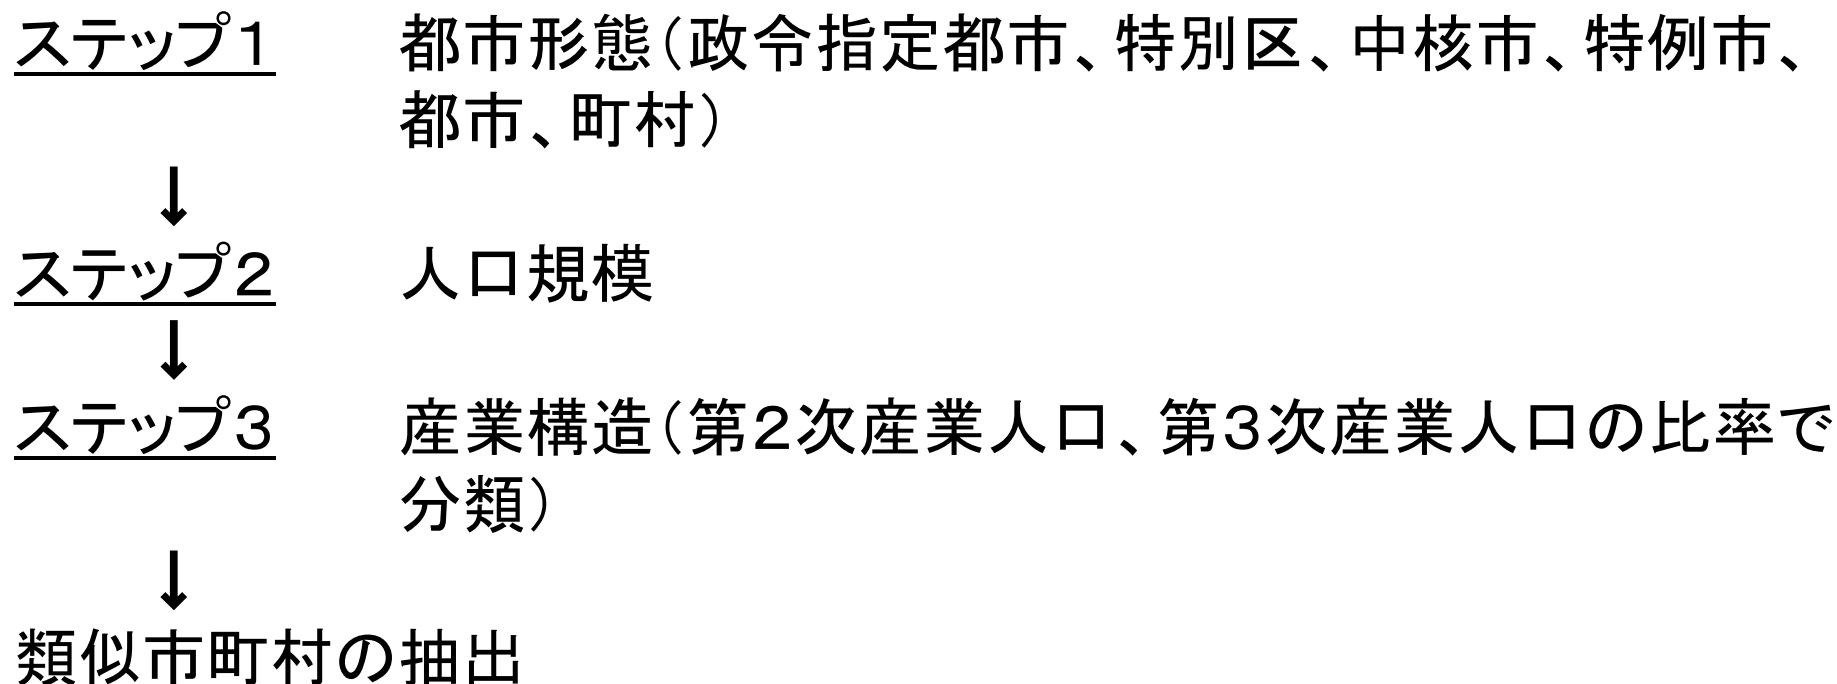 ステップ1 都市形態(政令指定都市、特別区、中核市、特例市、
都市、町村)
↓
ステップ2 人口規模
↓
ステップ3 産業構造(第2次産業人口、第3次産業人口の比率で
分類)
↓
類似市町村の抽出